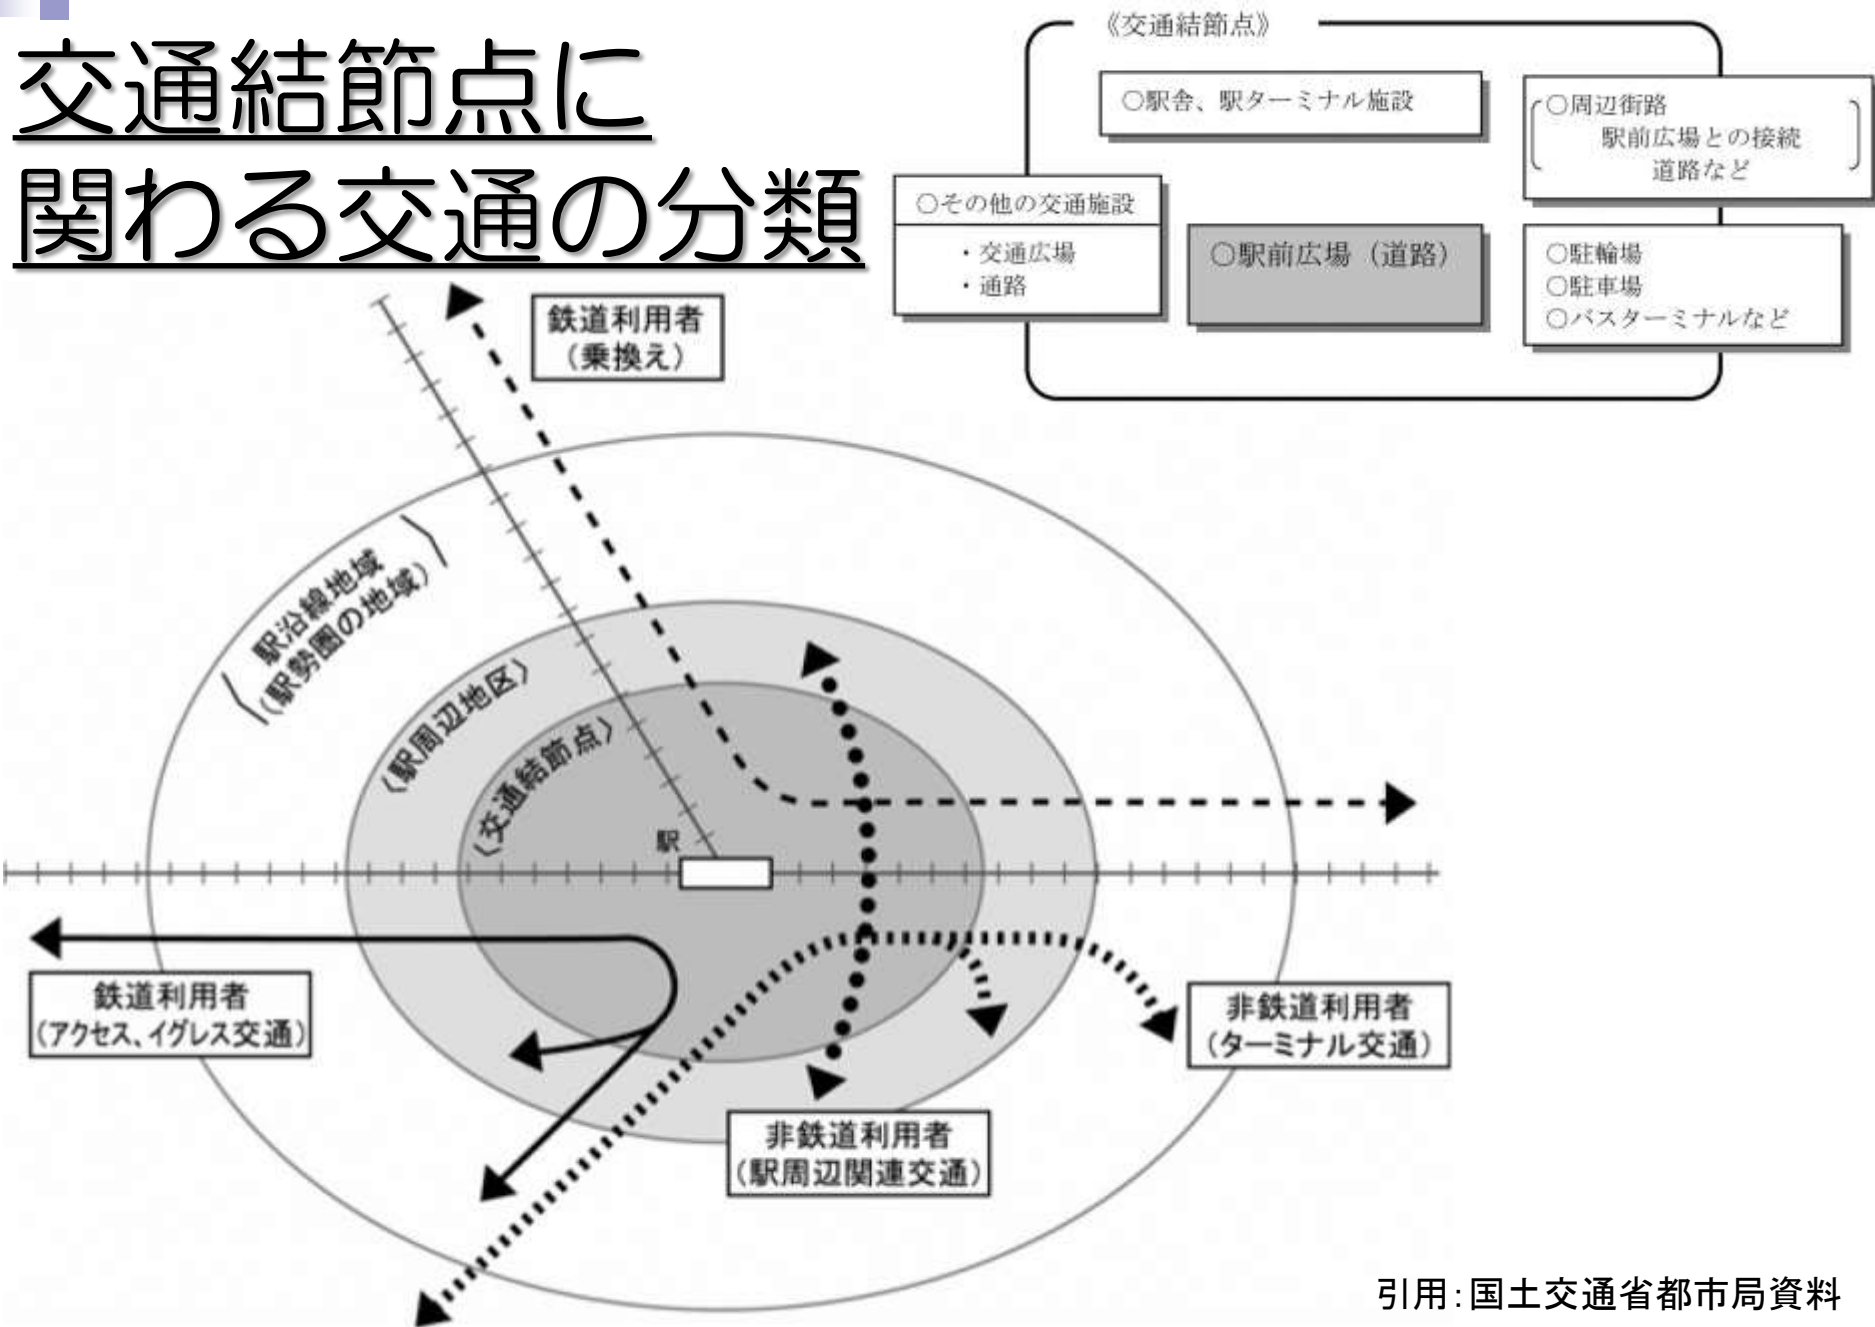 交通結節点に
関わる交通の分類
《交通結節点》
○駅舎、駅ターミナル施設
○周辺街路
駅前広場との接続
道路など
○その他の交通施設
・交通広場
・通路
○駅前広場（道路）
○駐輪場
○駐車場
○バスターミナルなど
鉄道利用者
（乗換え）
駅沿線地域
（駅勢圏の地域）
〈駅周辺地区〉
〈交通結節点〉
駅
鉄道利用者
（アクセス、イグレス交通）
非鉄道利用者
（ターミナル交通）
非鉄道利用者
（駅周辺関連交通）
引用：国土交通省都市局資料